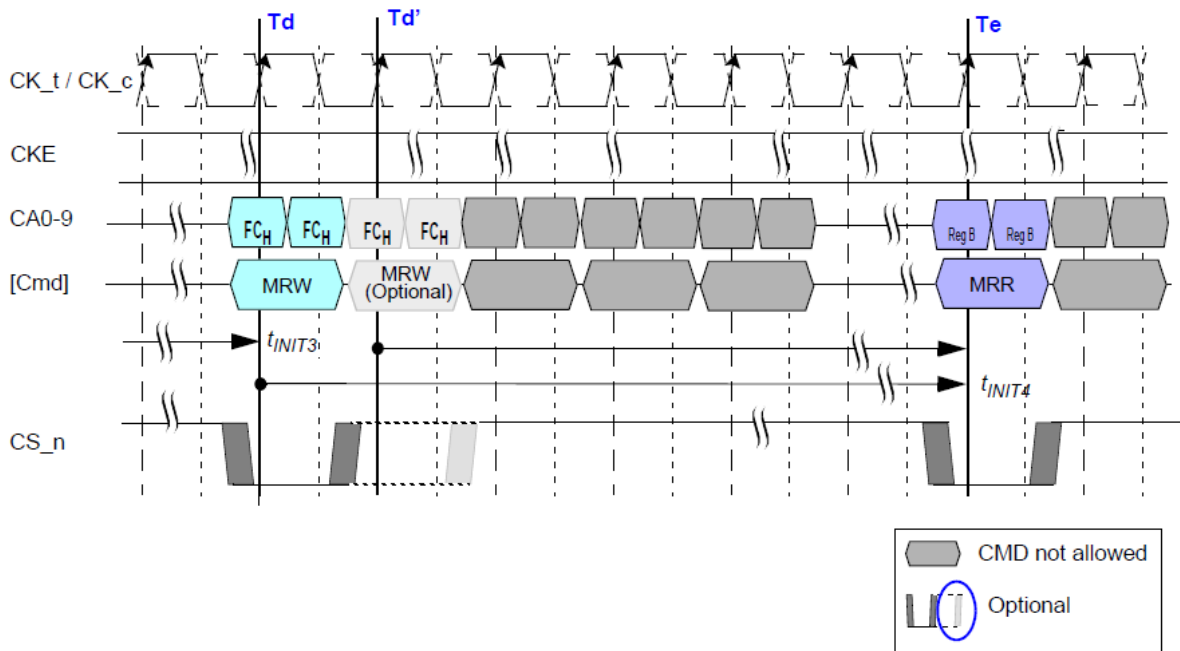 Td Td’ Te
CK_t / CK_c
CKE
CA0-9 FCH FCH FCH FCH Reg B Reg B
[Cmd] MRW MRW (Optional) MRR
tINIT3
tINIT4
CS_n
CMD not allowed
Optional